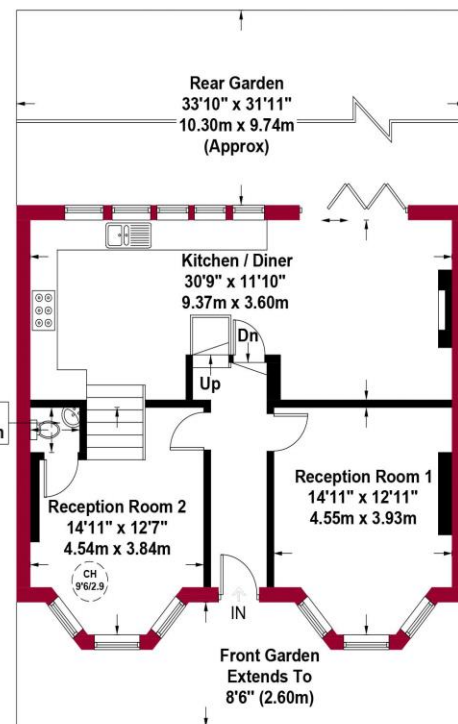 Rear Garden
33'10" x 31'11"
10.30m x 9.74m
(Approx)
Kitchen / Diner
30'9" x 11'10"
9.37m x 3.60m
Dn
Up
Reception Room 2
14'11" x 12'7"
4.54m x 3.84m
CH
9'6/2.9
Reception Room 1
14'11" x 12'11"
4.55m x 3.93m
IN
Front Garden
Extends To
8'6" (2.60m)